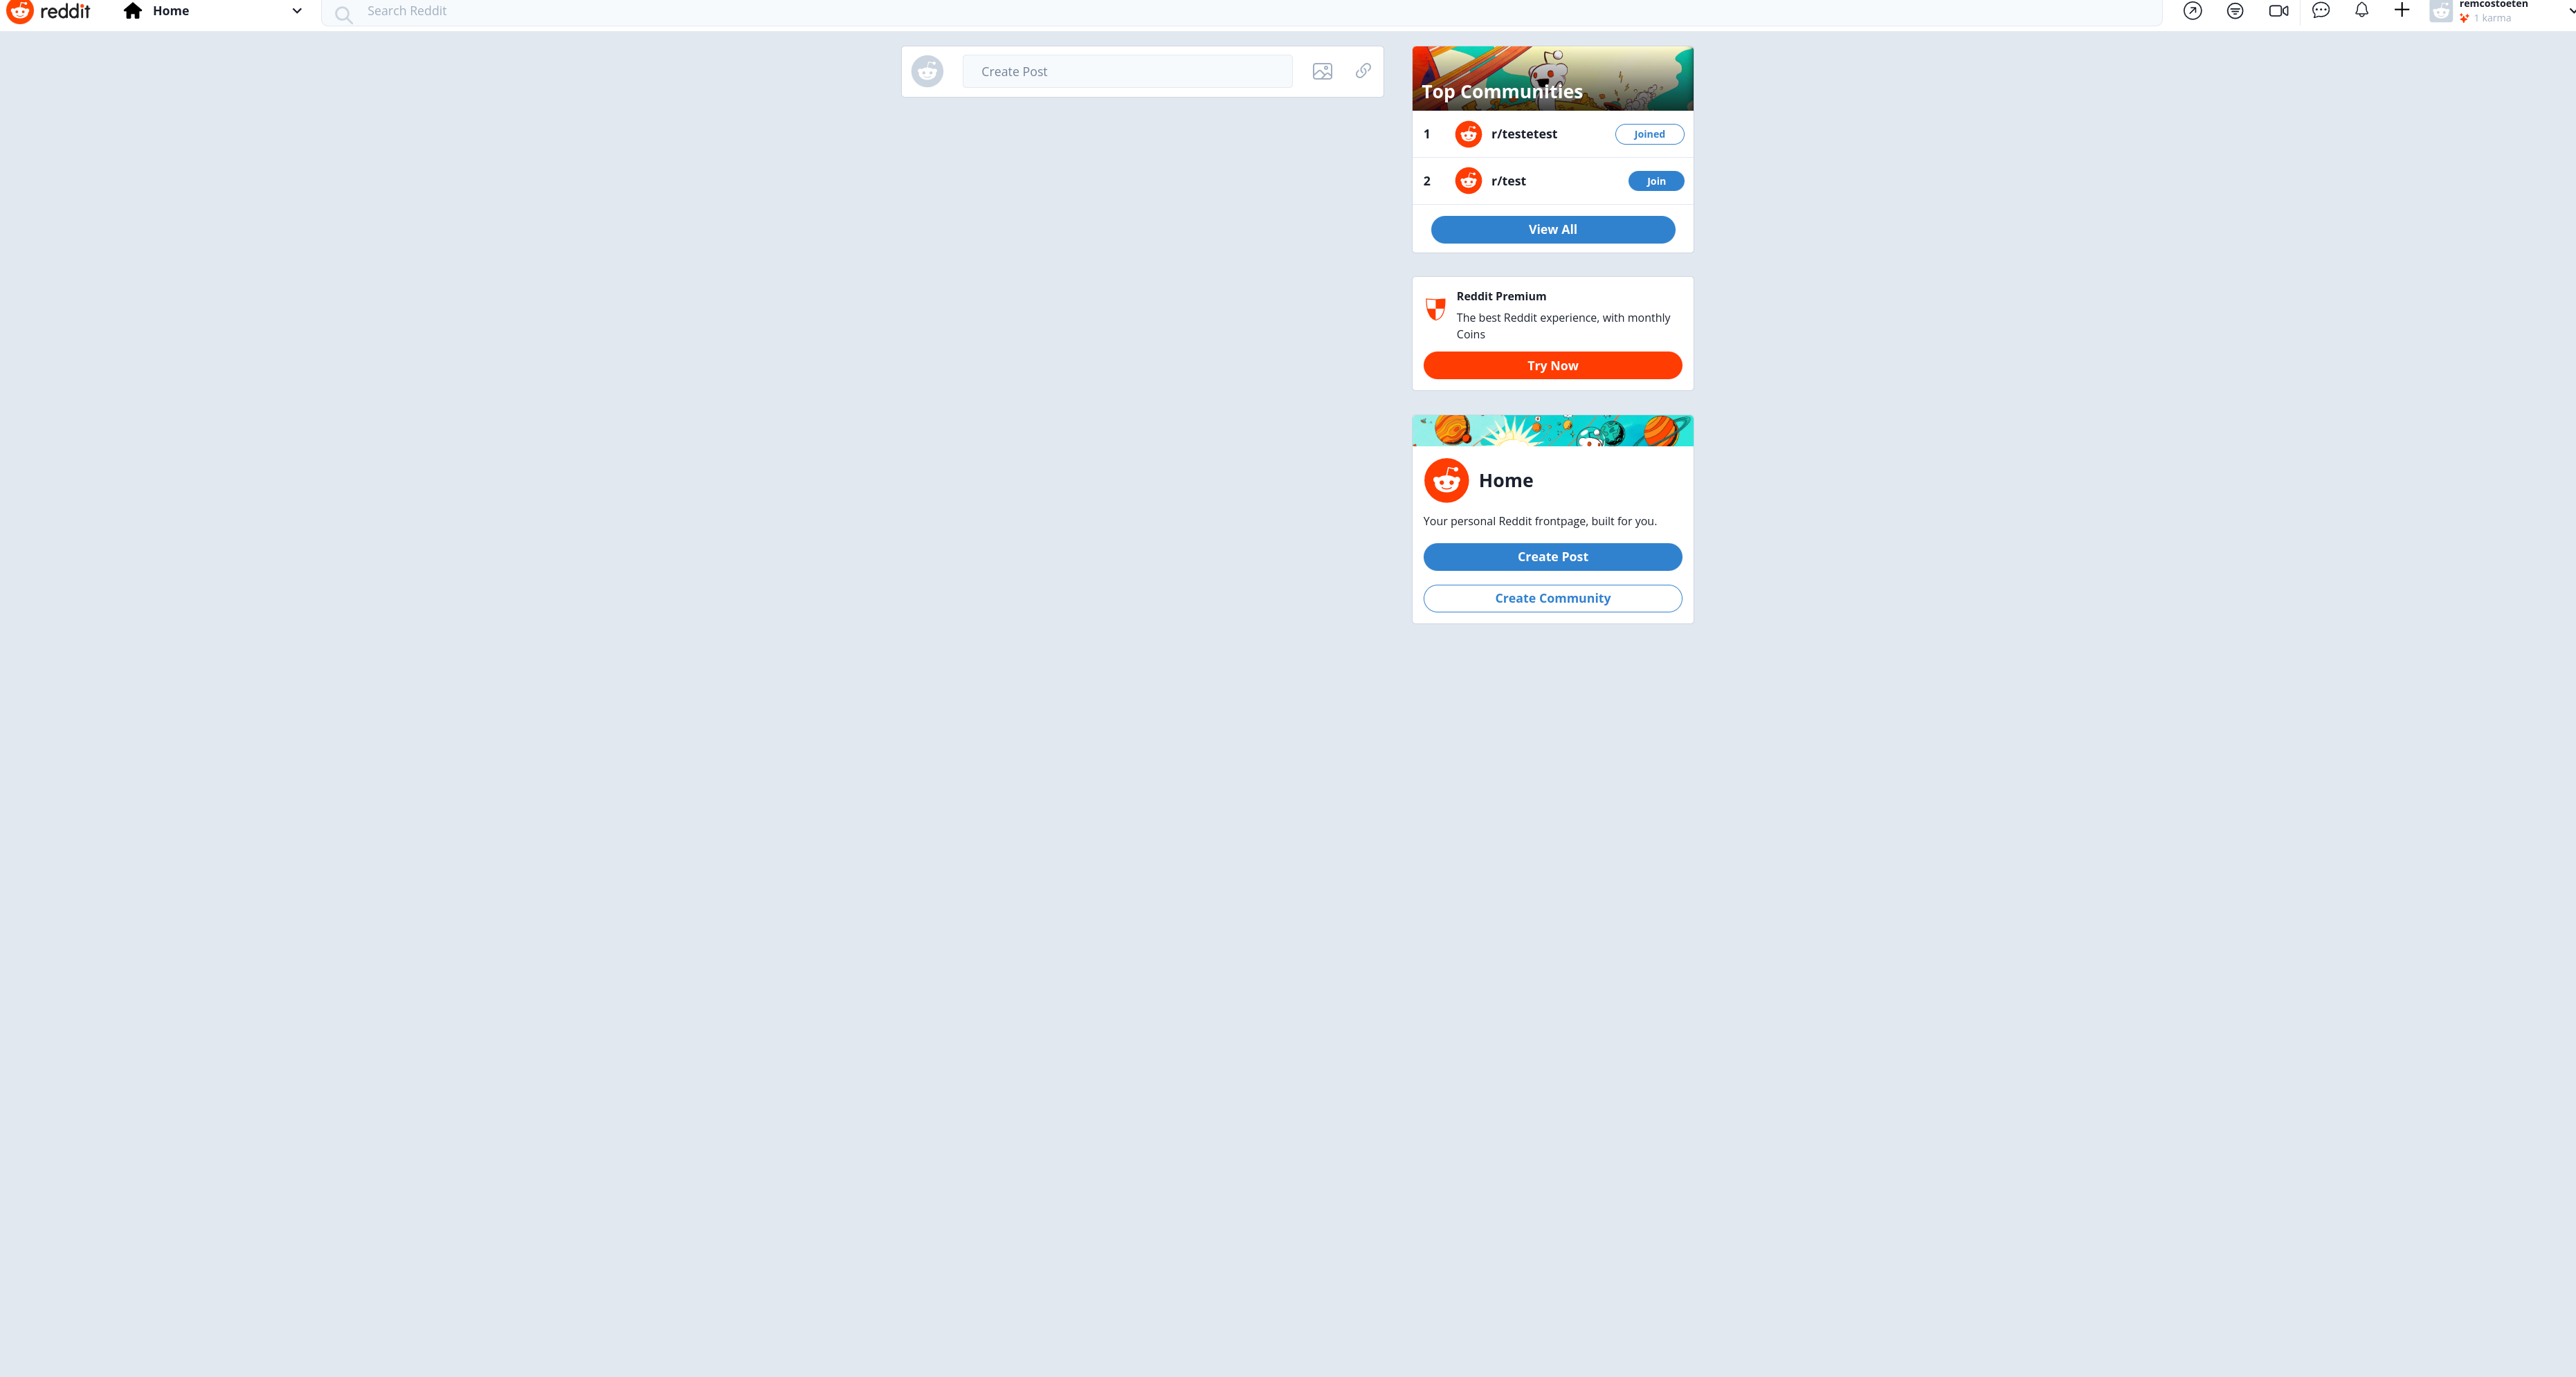 reddit
Home
Search Reddit
remcostoeten
1 karma
Create Post
Top Communities
1 r/testetest Joined
2 r/test Join
View All
Reddit Premium
The best Reddit experience, with monthly
Coins
Try Now
Home
Your personal Reddit frontpage, built for you.
Create Post
Create Community